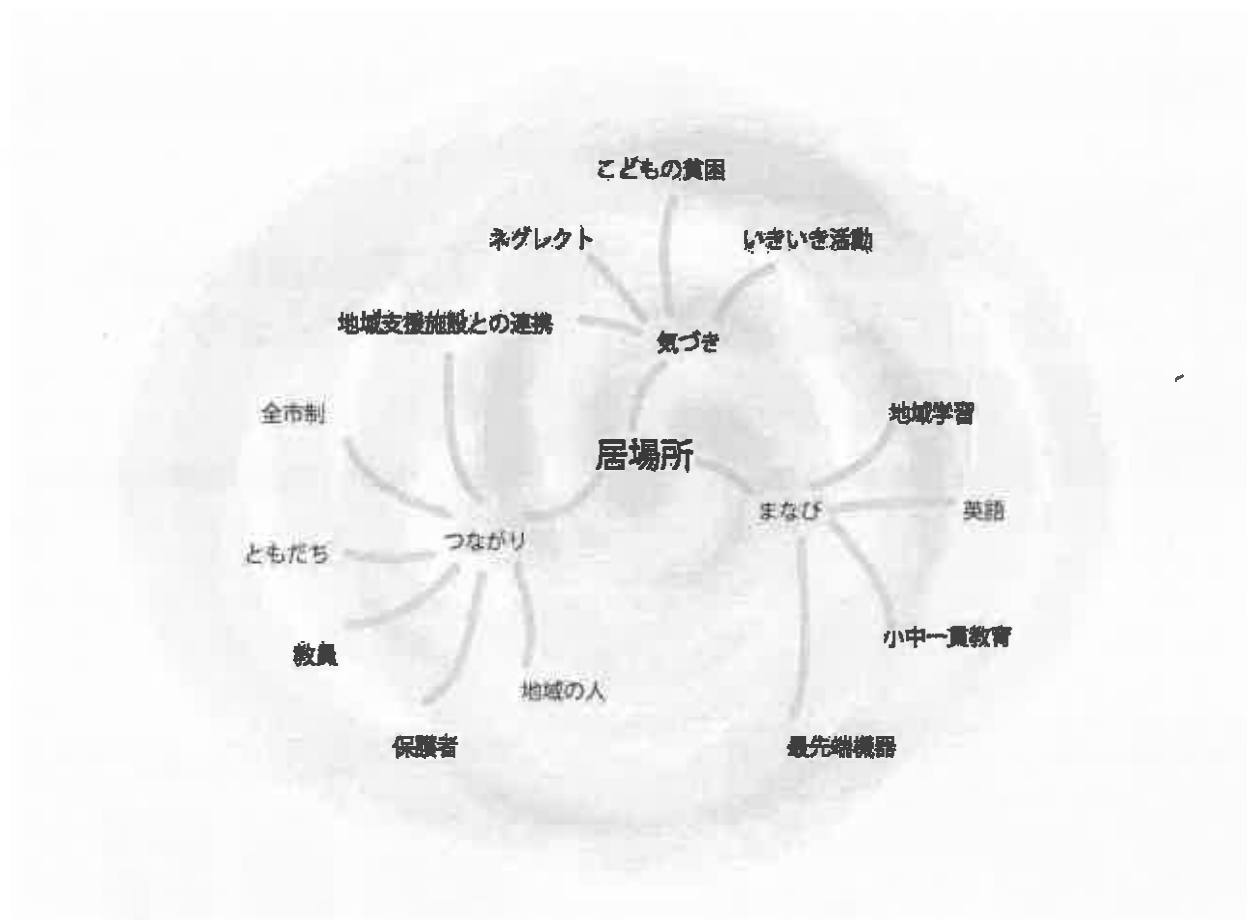 こどもの貧困
ネグレクト
いきいき活動
地域支援施設との連携
気づき
全市制
地域学習
居場所
まなび
英語
つながり
ともだち
教員
小中一貫教育
地域の人
保護者
最先端機器